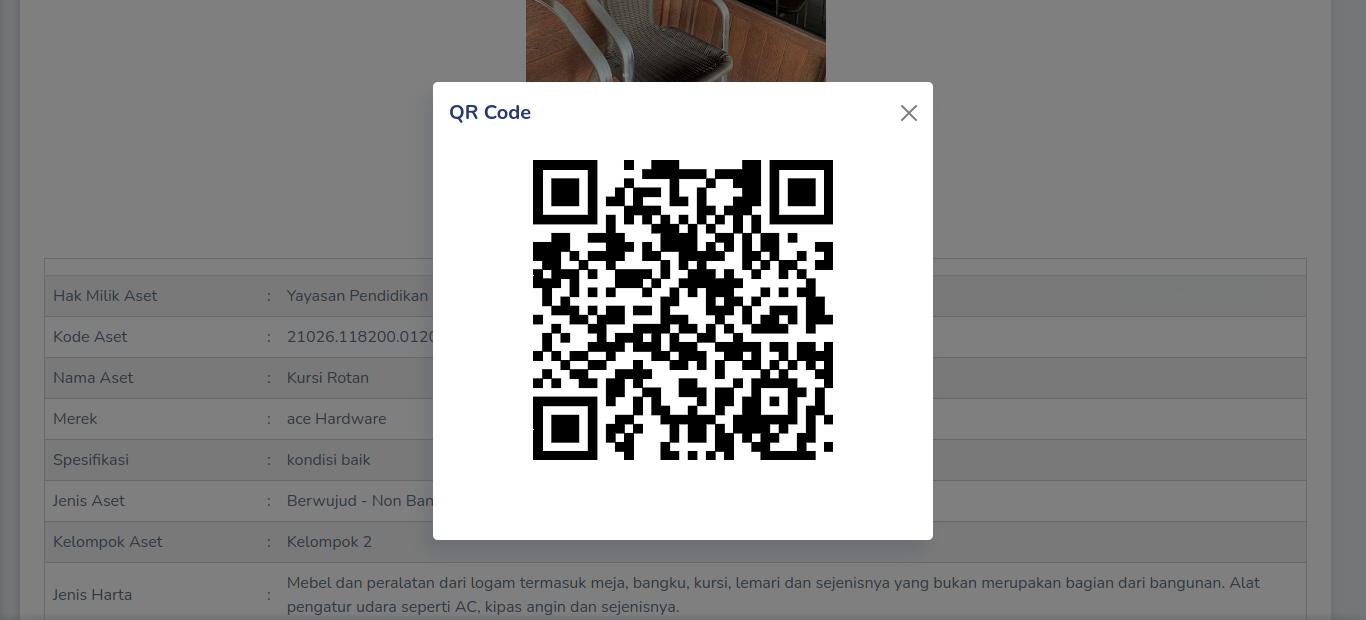 QR Code
Hak Milik Aset : Yayasan Pendidikan
Kode Aset : 21026.118200.0120
Nama Aset : Kursi Rotan
Merek : ace Hardware
Spesifikasi : kondisi baik
Jenis Aset : Berwujud - Non Ban
Kelompok Aset : Kelompok 2
Jenis Harta : Mebel dan peralatan dari logam termasuk meja, bangku, kursi, lemari dan sejenisnya yang bukan merupakan bagian dari bangunan. Alat
pengatur udara seperti AC, kipas angin dan sejenisnya.